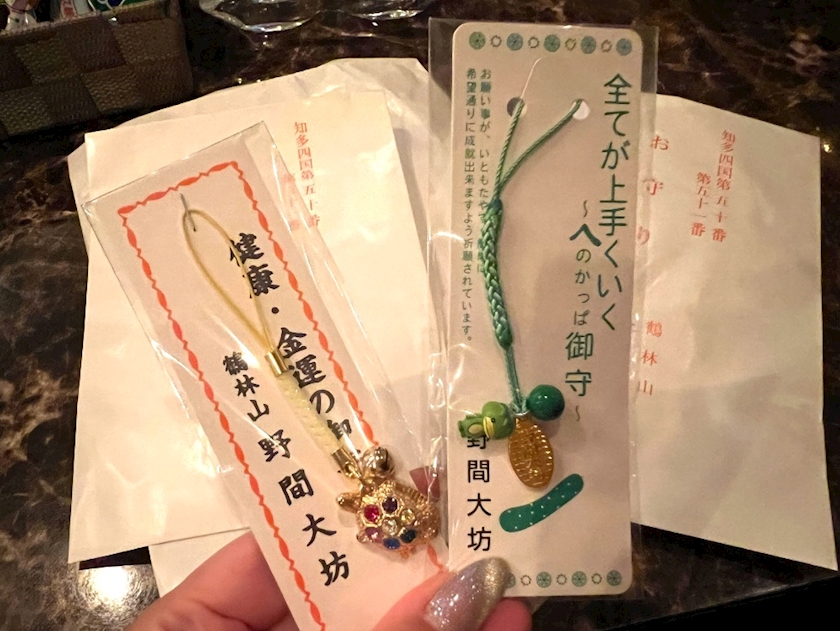 全てが上手くいく
～へのかっぱ御守～
お願い事が、いともたやす
希望通りに成就出来ますよう祈願されています。
野間大坊
健康・金運の御
鶴林山
野間大坊
知多四国第五十番
知多四国第五十番
第五十一番
お守り
鶴林山